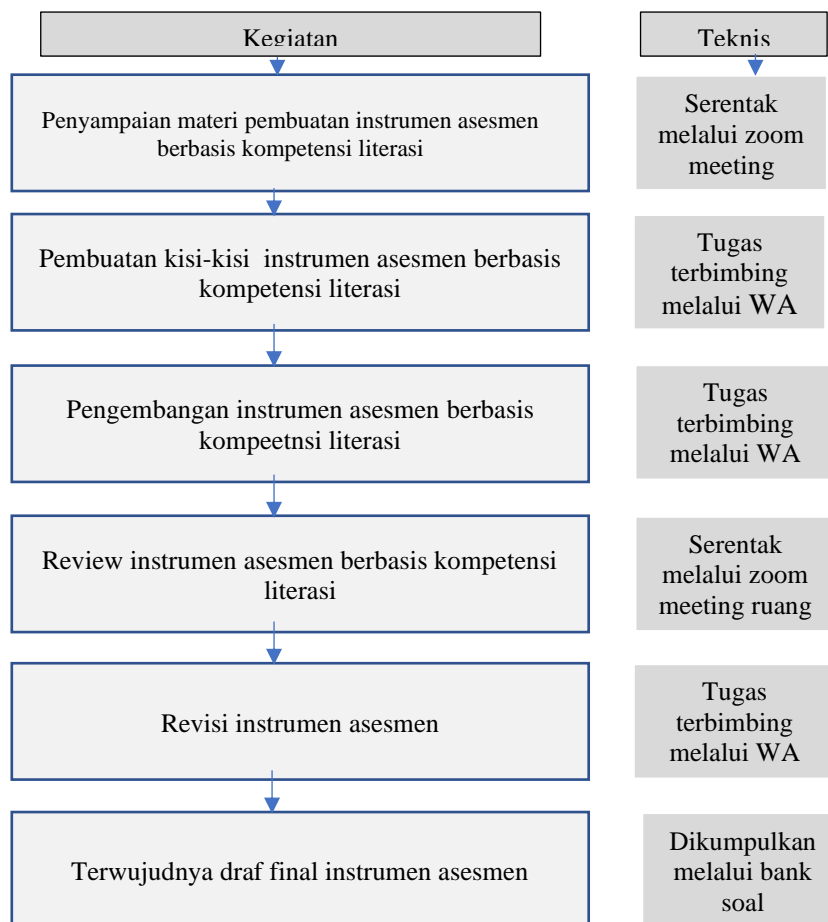 Kegiatan
Teknis
Penyampaian materi pembuatan instrumen asesmen
berbasis kompetensi literasi
Serentak
melalui zoom
meeting
Pembuatan kisi-kisi instrumen asesmen berbasis
kompetensi literasi
Tugas
terbimbing
melalui WA
Pengembangan instrumen asesmen berbasis
kompeetnsi literasi
Tugas
terbimbing
melalui WA
Review instrumen asesmen berbasis kompetensi
literasi
Serentak
melalui zoom
meeting ruang
Revisi instrumen asesmen
Tugas
terbimbing
melalui WA
Terwujudnya draf final instrumen asesmen
Dikumpulkan
melalui bank
soal